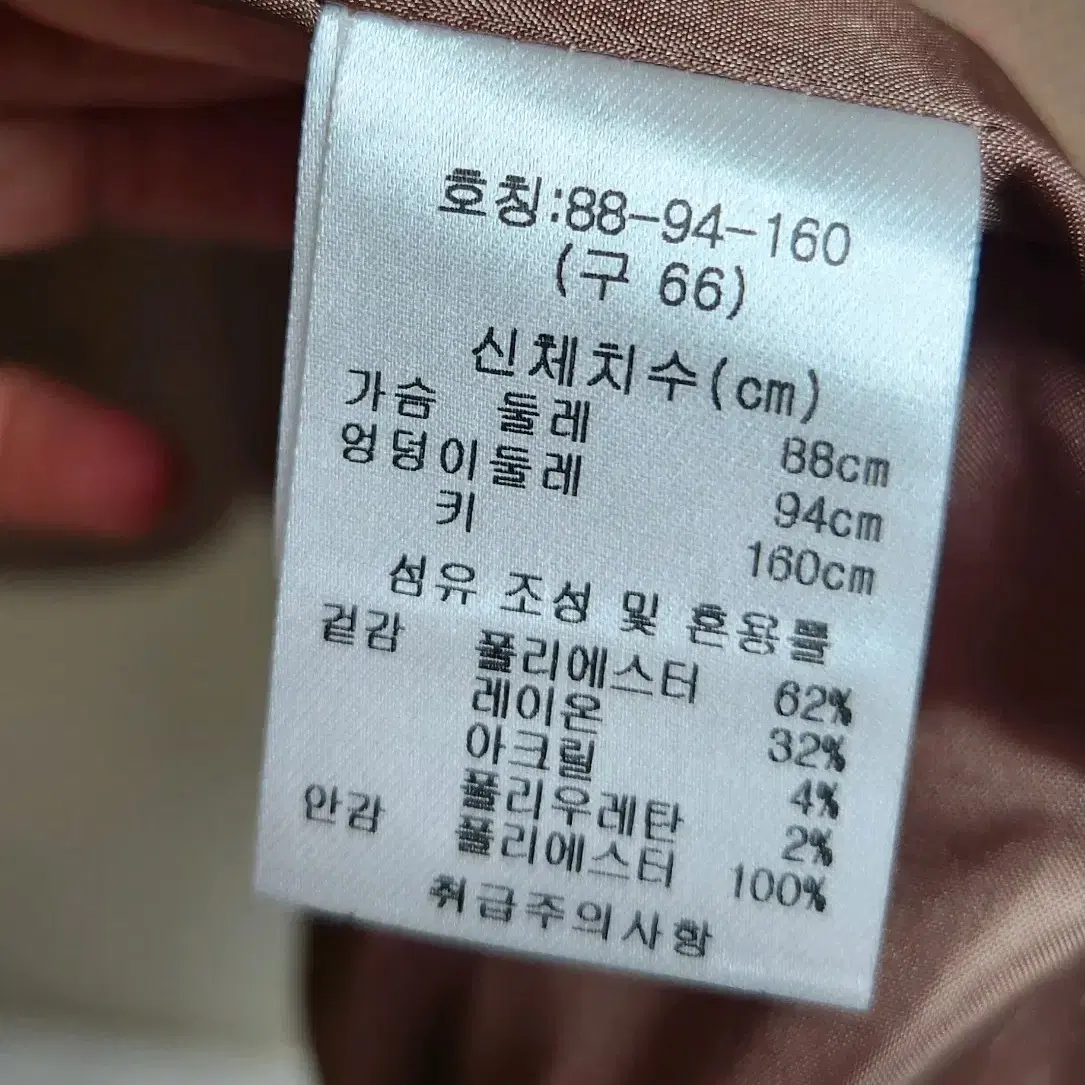 호칭:88-94-160
(구 66)
신체치수(cm)
가슴 둘레 88cm
엉덩이둘레 94cm
키 160cm
섬유 조성 및 혼용률
겉감 폴리에스터 62%
레이온 32%
아크릴 4%
폴리우레탄 2%
안감 폴리에스터 100%
취급주의사항